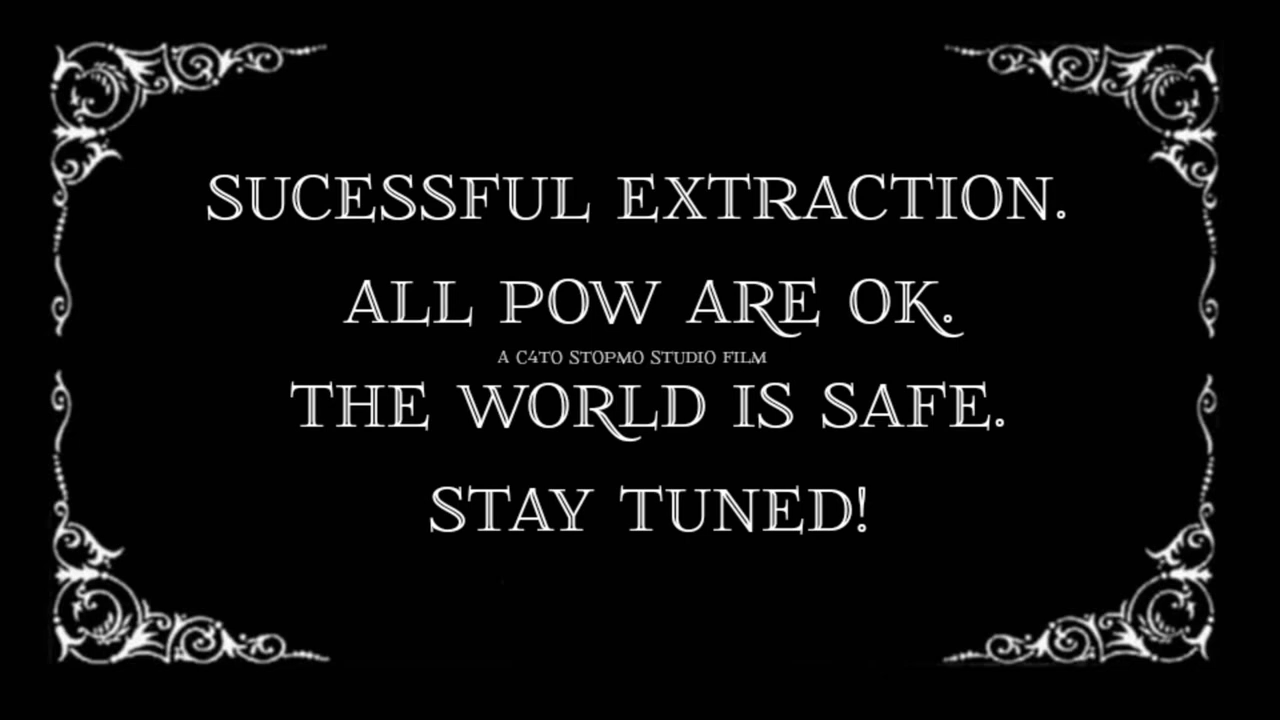 SUCESSFUL EXTRACTION.
ALL POW ARE OK.
A C4TO STOPMO STUDIO FILM
THE WORLD IS SAFE.
STAY TUNED!